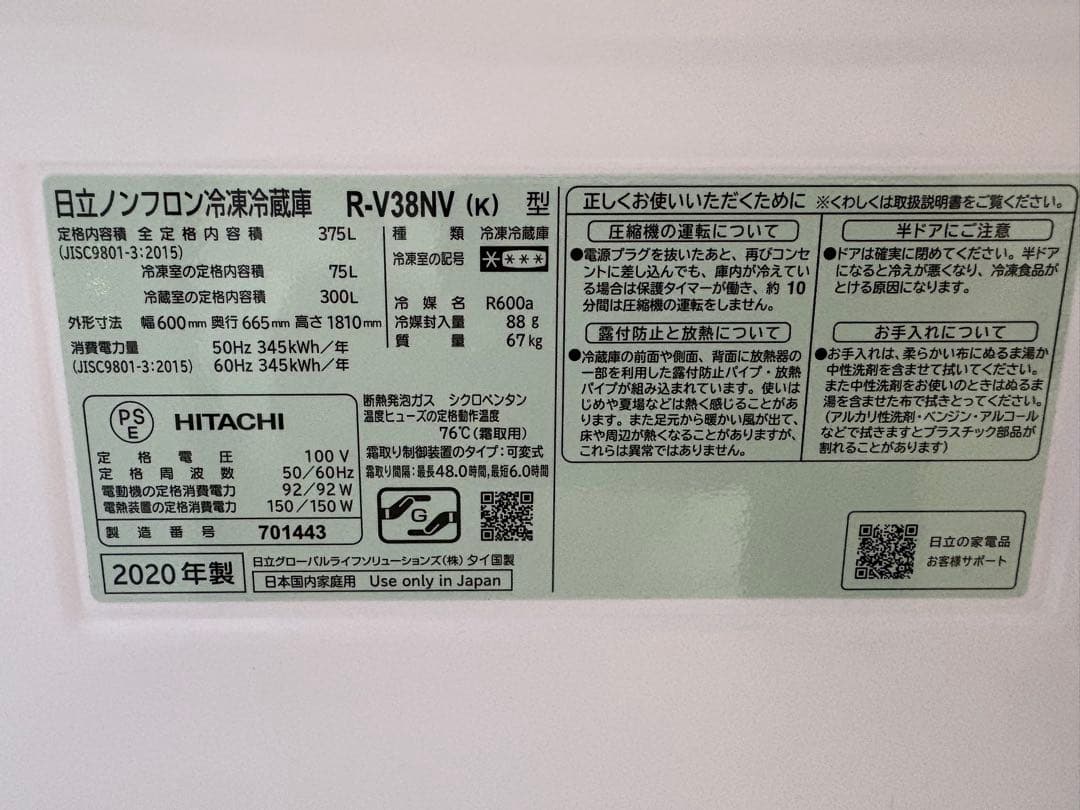 日立ノンフロン冷凍冷蔵庫 R-V38NV (K) 型
定格内容積 全定格内容積 375L
(JISC9801-3:2015)
冷凍室の定格内容積 75L
冷蔵室の定格内容積 300L
外形寸法 幅600mm 奥行665mm 高さ1810mm
消費電力量 50Hz 345kWh/年
(JISC9801-3:2015) 60Hz 345kWh/年
種類 冷凍冷蔵庫
冷凍室の記号 ****
冷媒名 R600a
冷媒封入量 88g
質量 67kg
PSE HITACHI
定格電圧 100V
定格周波数 50/60Hz
電動機の定格消費電力 92/92W
電熱装置の定格消費電力 150/150W
製造番号 701443
断熱発泡ガス シクロペンタン
温度ヒューズの定格動作温度
76℃(霜取用)
霜取り制御装置のタイプ:可変式
霜取り間隔:最長48.0時間,最短6.0時間
G
2020年製
日立グローバルライフソリューションズ(株) タイ国製
日本国内家庭用 Use only in Japan
正しくお使いいただくために ※くわしくは取扱説明書をご覧ください。
圧縮機の運転について
●電源プラグを抜いたあと、再びコンセ
ントに差し込んでも、庫内が冷えてい
る場合は保護タイマーが働き、約10
分間は圧縮機の運転をしません。
露付防止と放熱について
●冷蔵庫の前面や側面、背面に放熱器の
一部を利用した露付防止パイプ・放熱
パイプが組み込まれています。使いは
じめや夏場などは熱く感じることがあ
ります。また足元から暖かい風が出て、
床や周辺が熱くなることがありますが、
これらは異常ではありません。
半ドアにご注意
●ドアは確実に閉めてください。半ドア
になると冷えが悪くなり、冷凍食品が
とける原因になります。
お手入れについて
●お手入れは、柔らかい布にぬるま湯か
中性洗剤を含ませて拭いてください。
また中性洗剤をお使いのときはぬるま
湯を含ませた布で拭きとってください。
(アルカリ性洗剤・ベンジン・アルコール
などで拭きますとプラスチック部品が
割れることがあります)
日立の家電品
お客様サポート